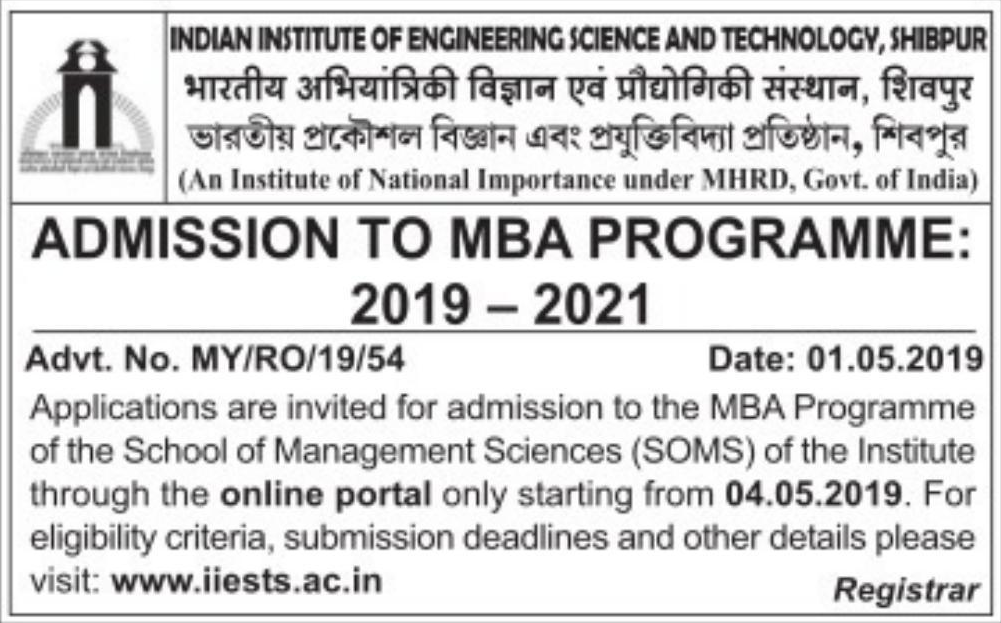 INDIAN INSTITUTE OF ENGINEERING SCIENCE AND TECHNOLOGY, SHIBPUR
भारतीय अभियांत्रिकी विज्ञान एवं प्रौद्योगिकी संस्थान, शिवपुर
ভারতীয় প্রকৌশল বিজ্ঞান এবং প্রযুক্তিবিদ্যা প্রতিষ্ঠান, শিবপুর
(An Institute of National Importance under MHRD, Govt. of India)
ADMISSION TO MBA PROGRAMME:
2019 – 2021
Advt. No. MY/RO/19/54 Date: 01.05.2019
Applications are invited for admission to the MBA Programme
of the School of Management Sciences (SOMS) of the Institute
through the online portal only starting from 04.05.2019. For
eligibility criteria, submission deadlines and other details please
visit: www.iiests.ac.in
Registrar